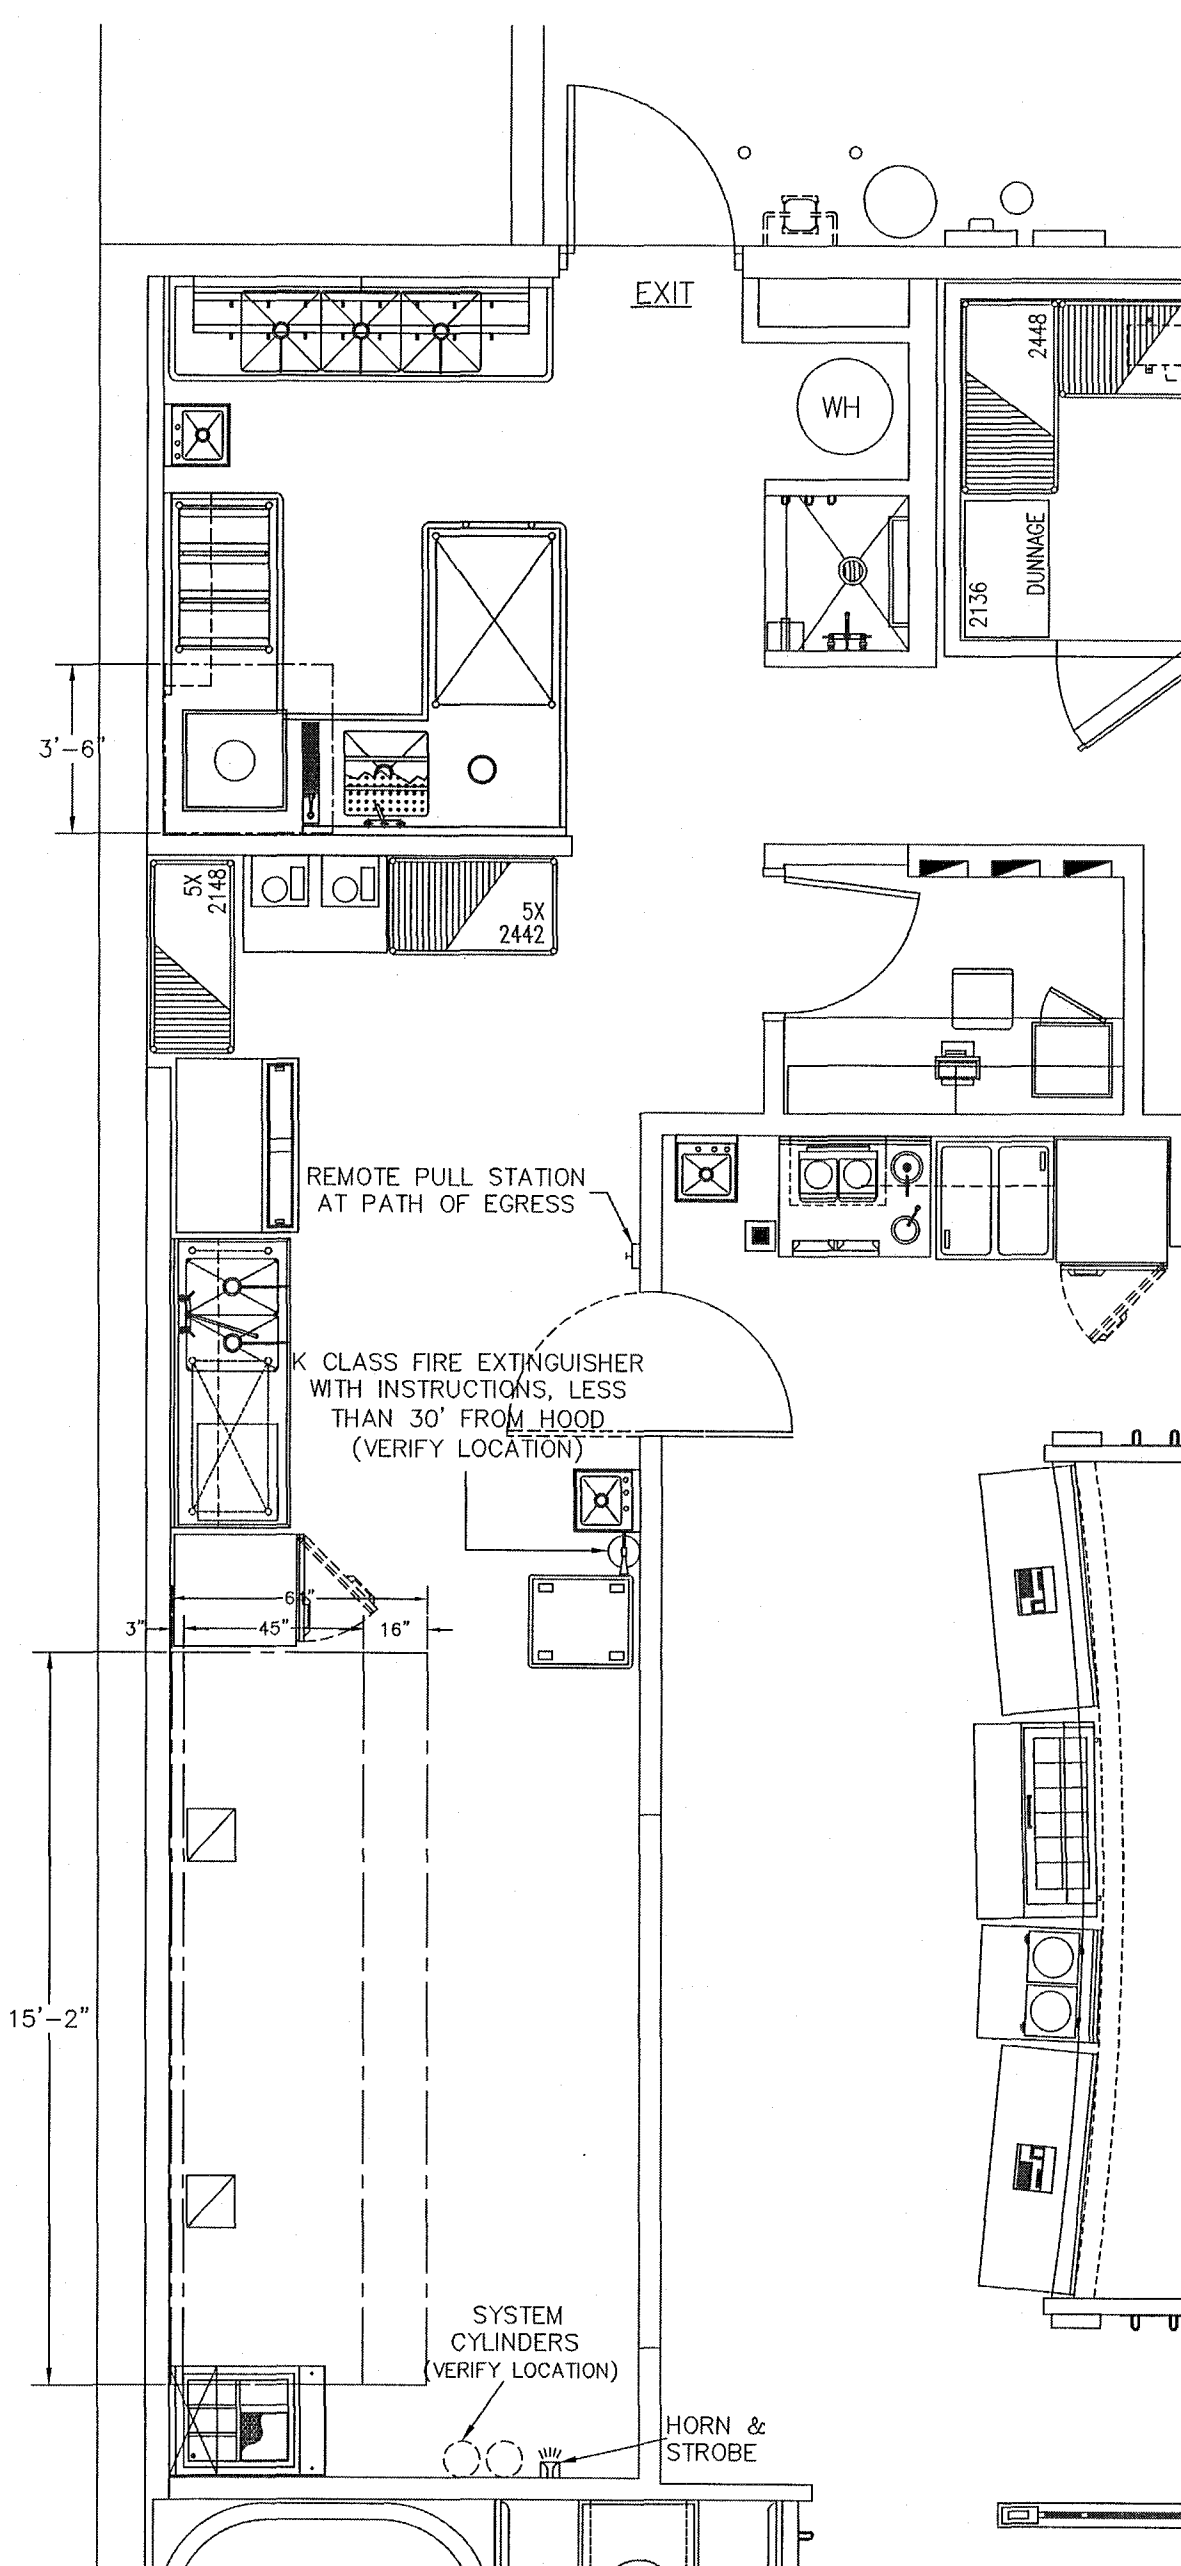 EXIT
2448
WH
DUNNAGE
2136
3'-6"
5X
2148
5X
2442
REMOTE PULL STATION
AT PATH OF EGRESS
K CLASS FIRE EXTINGUISHER
WITH INSTRUCTIONS, LESS
THAN 30' FROM HOOD
(VERIFY LOCATION)
3"
45"
16"
15'-2"
SYSTEM
CYLINDERS
(VERIFY LOCATION)
HORN &
STROBE